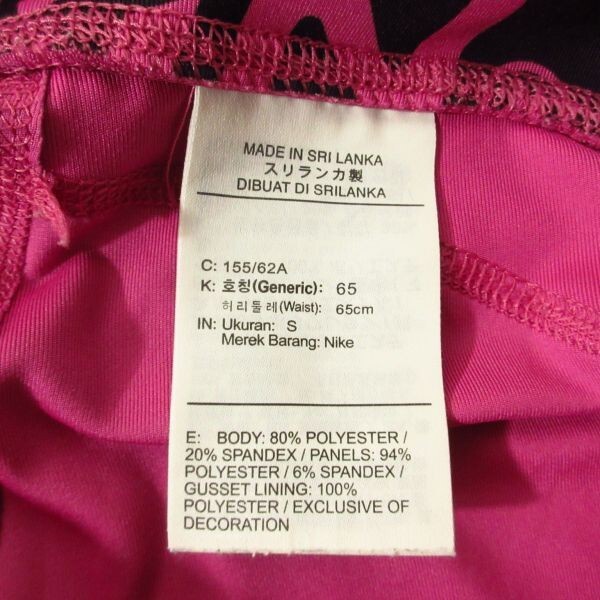 MADE IN SRI LANKA
スリランカ製
DIBUAT DI SRILANKA
C: 155/62A
K: 호칭(Generic): 65
허리둘레(Waist): 65cm
IN: Ukuran: S
Merek Barang: Nike
E: BODY: 80% POLYESTER /
20% SPANDEX / PANELS: 94%
POLYESTER / 6% SPANDEX /
GUSSET LINING: 100%
POLYESTER / EXCLUSIVE OF
DECORATION